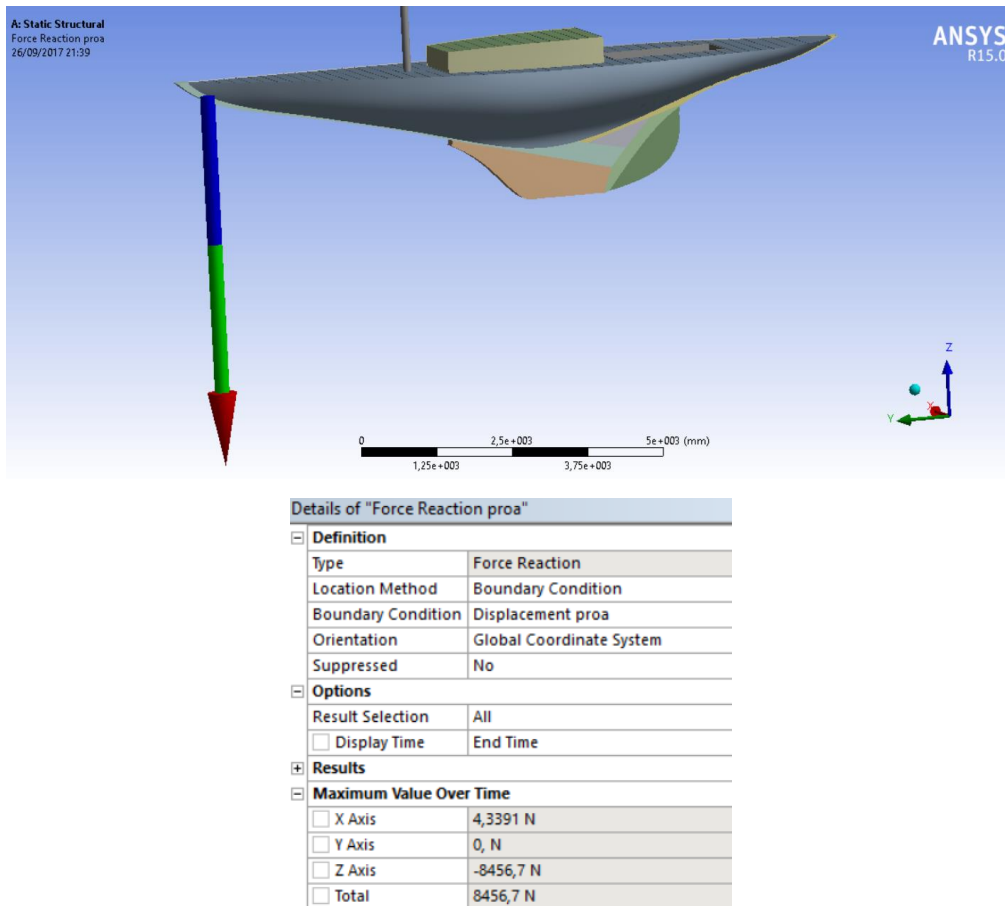 A: Static Structural
Force Reaction proa
26/09/2017 21:39
ANSYS
R15.0
Z
X
Y
0 2,5e+003 5e+003 (mm)
1,25e+003 3,75e+003
Details of "Force Reaction proa"
Definition
Type Force Reaction
Location Method Boundary Condition
Boundary Condition Displacement proa
Orientation Global Coordinate System
Suppressed No
Options
Result Selection All
Display Time End Time
Results
Maximum Value Over Time
X Axis 4,3391 N
Y Axis 0, N
Z Axis -8456,7 N
Total 8456,7 N